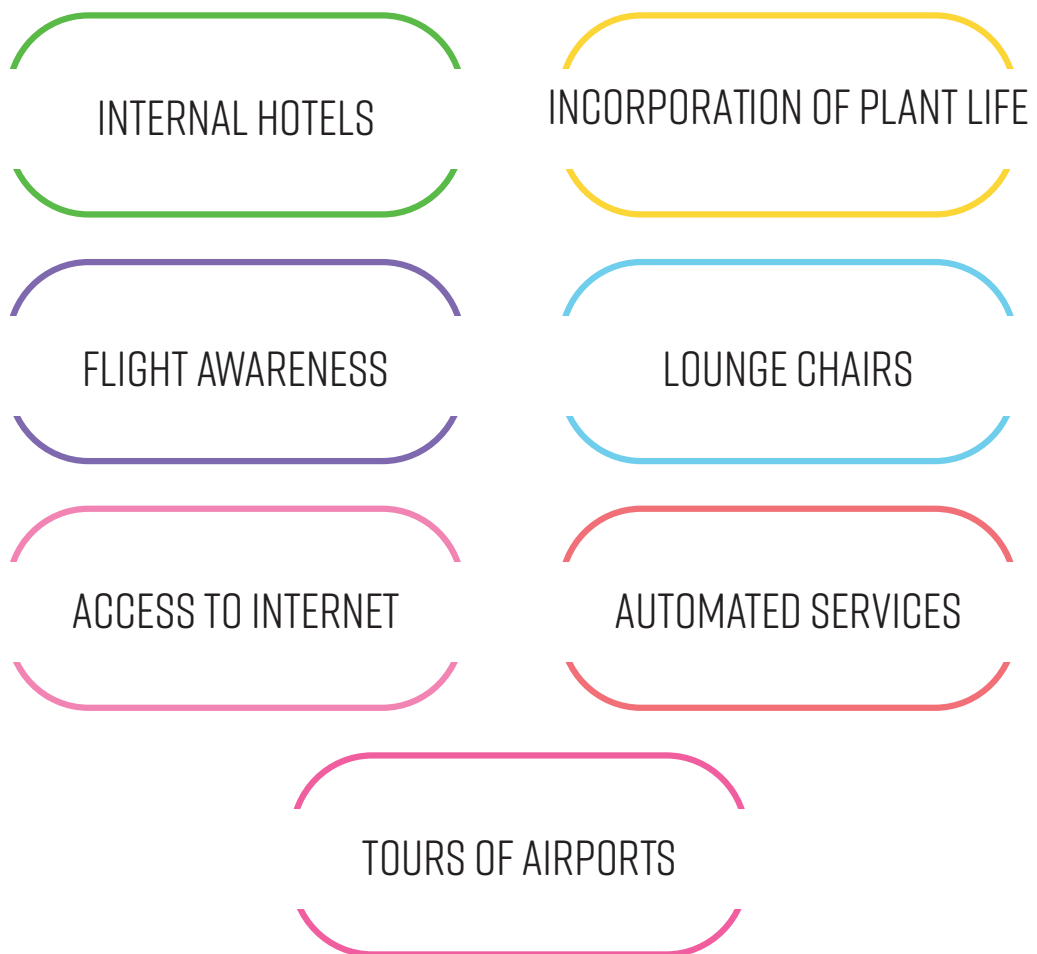 INTERNAL HOTELS
INCORPORATION OF PLANT LIFE
FLIGHT AWARENESS
LOUNGE CHAIRS
ACCESS TO INTERNET
AUTOMATED SERVICES
TOURS OF AIRPORTS